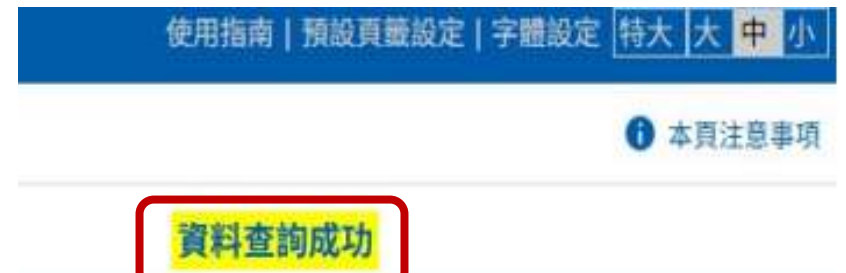 使用指南 | 預設頁籤設定 | 字體設定 特大 大 中 小
本頁注意事項
資料查詢成功